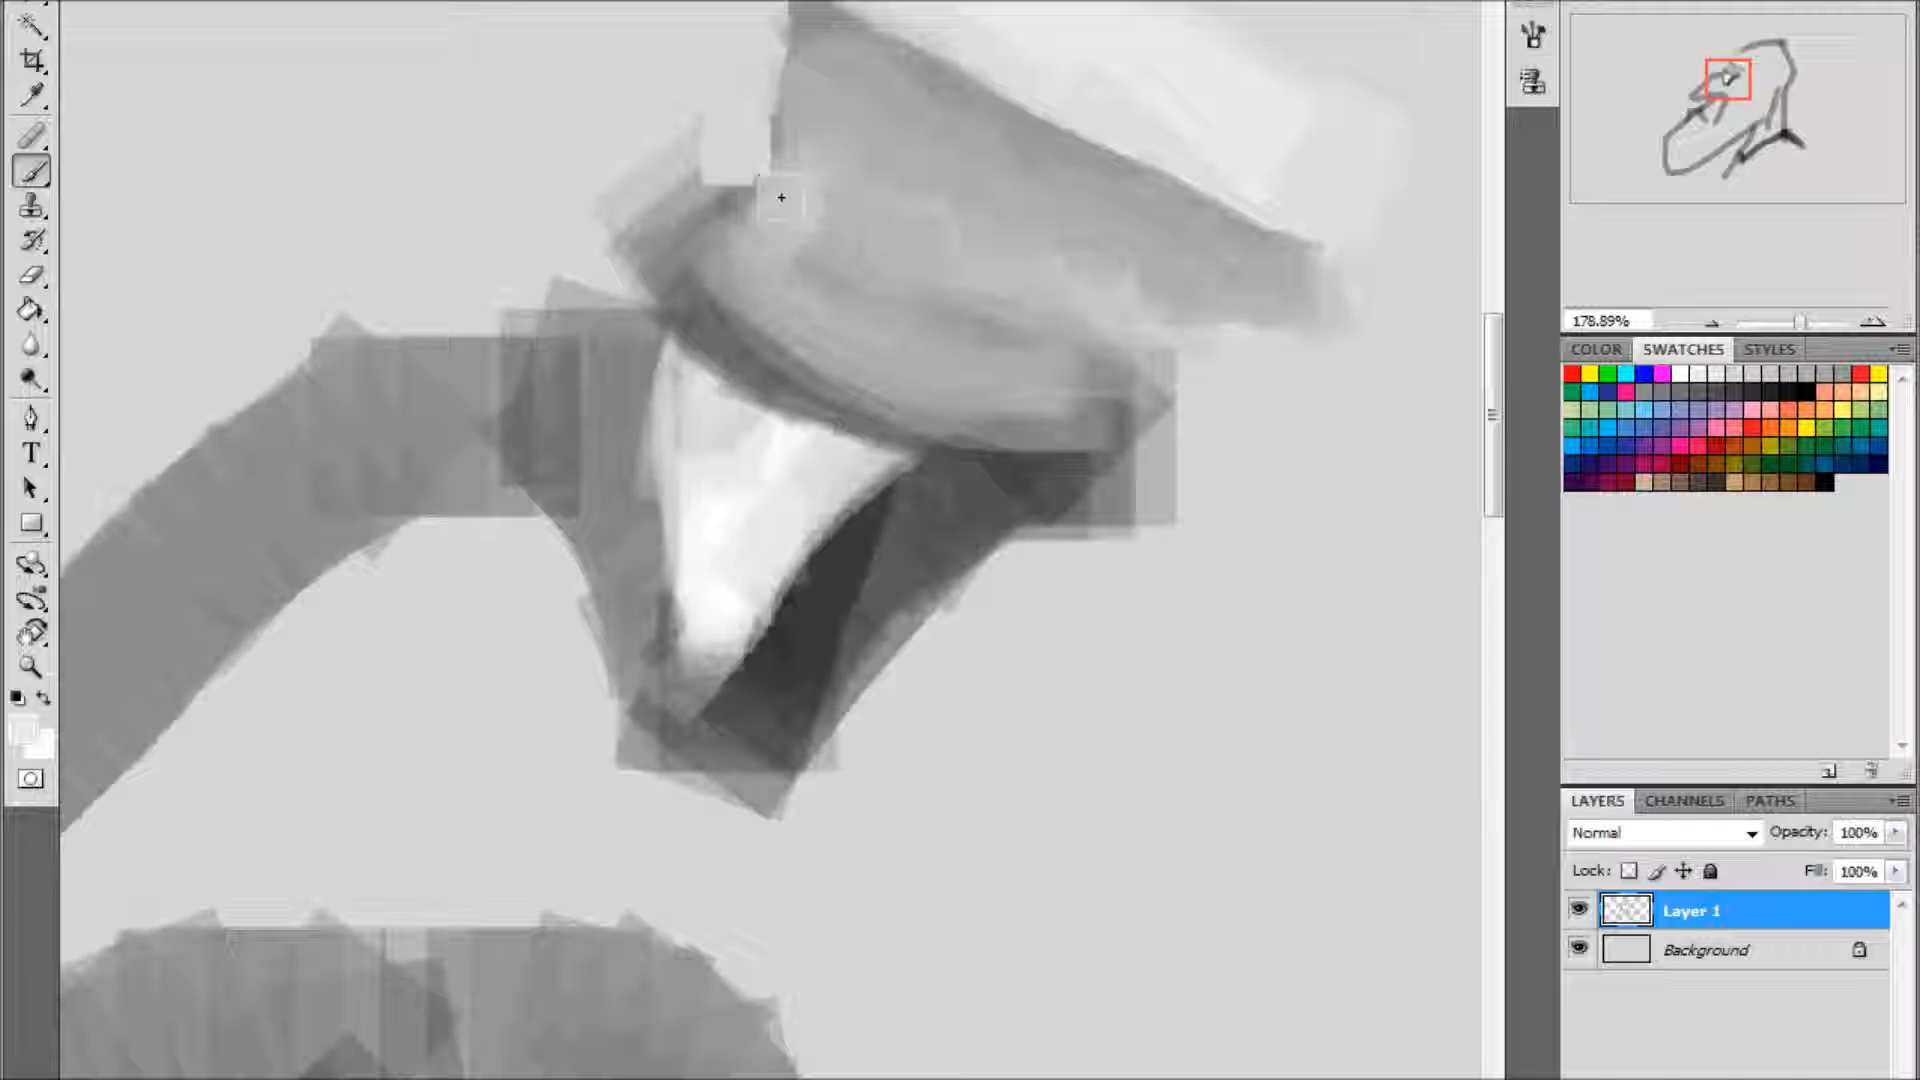 178.89%
COLOR SWATCHES STYLES
LAYERS CHANNELS PATHS
Normal Opacity: 100%
Lock: Fill: 100%
Layer 1
Background
T